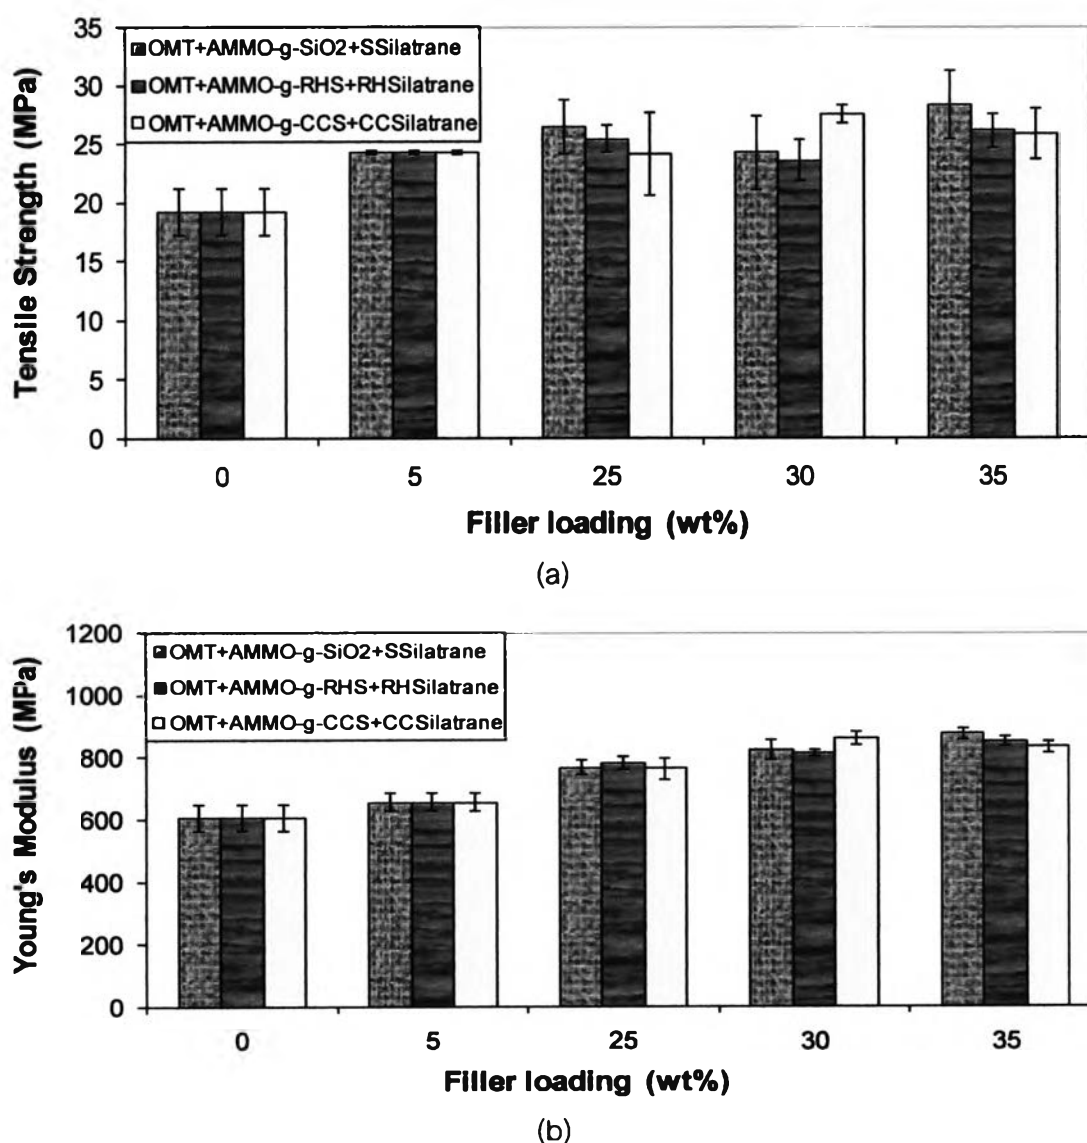 35
30
25
20
15
10
5
0
Tensile Strength (MPa)
OMT+AMMO-g-SiO2+SSilatrane
OMT+AMMO-g-RHS+RHSilatrane
OMT+AMMO-g-CCS+CCSilatrane
0 5 25 30 35
Filler loading (wt%)
(a)
1200
1000
800
600
400
200
0
Young's Modulus (MPa)
OMT+AMMO-g-SiO2+SSilatrane
OMT+AMMO-g-RHS+RHSilatrane
OMT+AMMO-g-CCS+CCSilatrane
0 5 25 30 35
Filler loading (wt%)
(b)